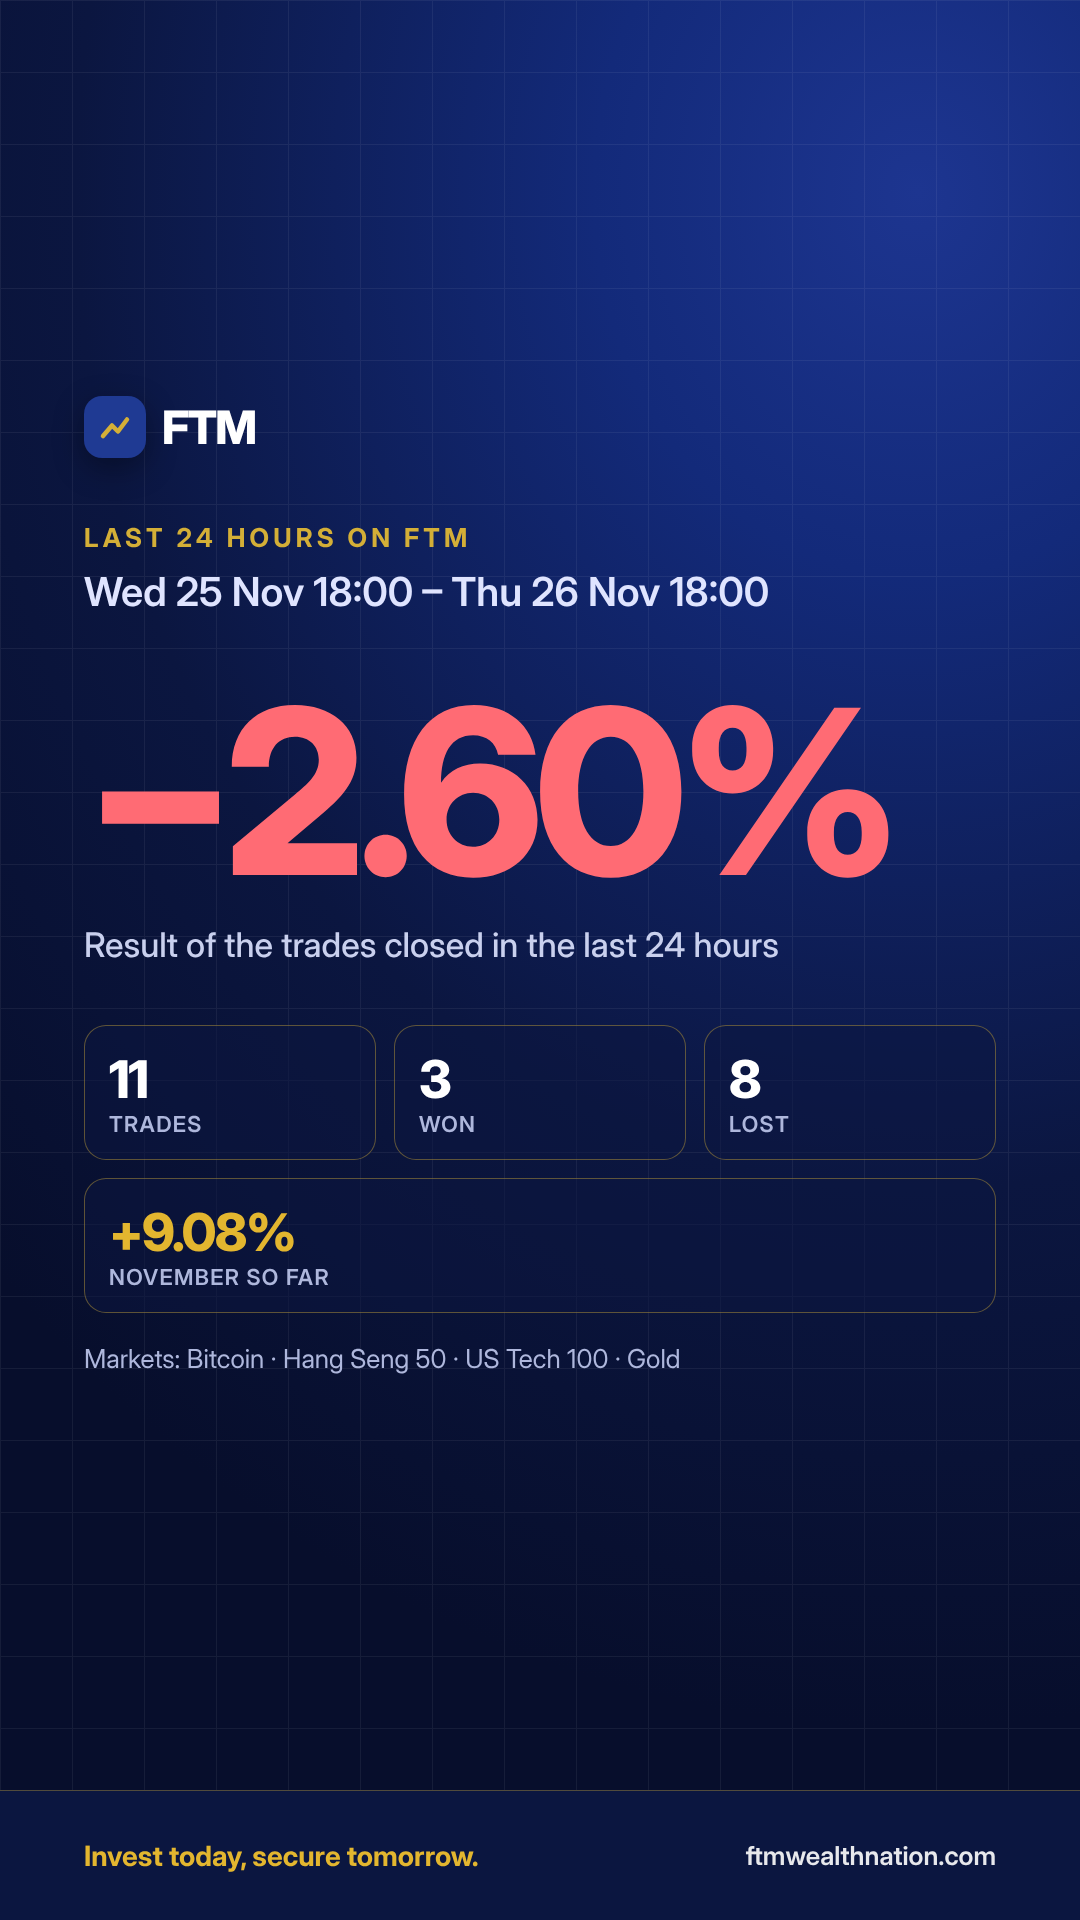 FTM
LAST 24 HOURS ON FTM
Wed 25 Nov 18:00 – Thu 26 Nov 18:00
–2.60%
Result of the trades closed in the last 24 hours
11
TRADES
3
WON
8
LOST
+9.08%
NOVEMBER SO FAR
Markets: Bitcoin · Hang Seng 50 · US Tech 100 · Gold
Invest today, secure tomorrow.
ftmwealthnation.com